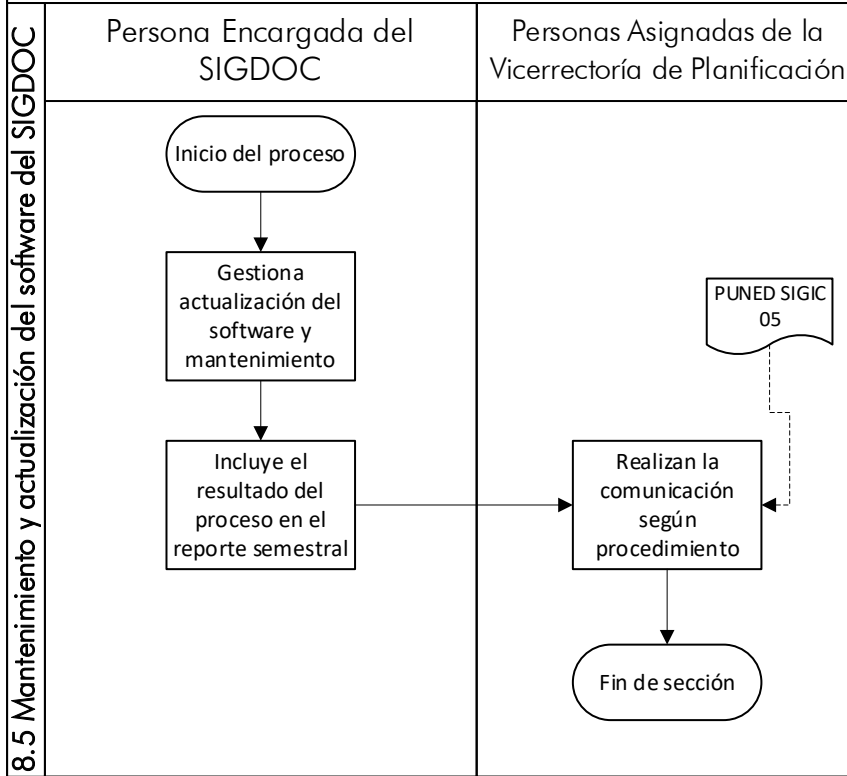 8.5 Mantenimiento y actualización del software del SIGDOC
Persona Encargada del
SIGDOC
Personas Asignadas de la
Vicerrectoría de Planificación
Inicio del proceso
Gestiona
actualización del
software y
mantenimiento
PUNED SIGIC
05
Incluye el
resultado del
proceso en el
reporte semestral
Realizan la
comunicación
según
procedimiento
Fin de sección